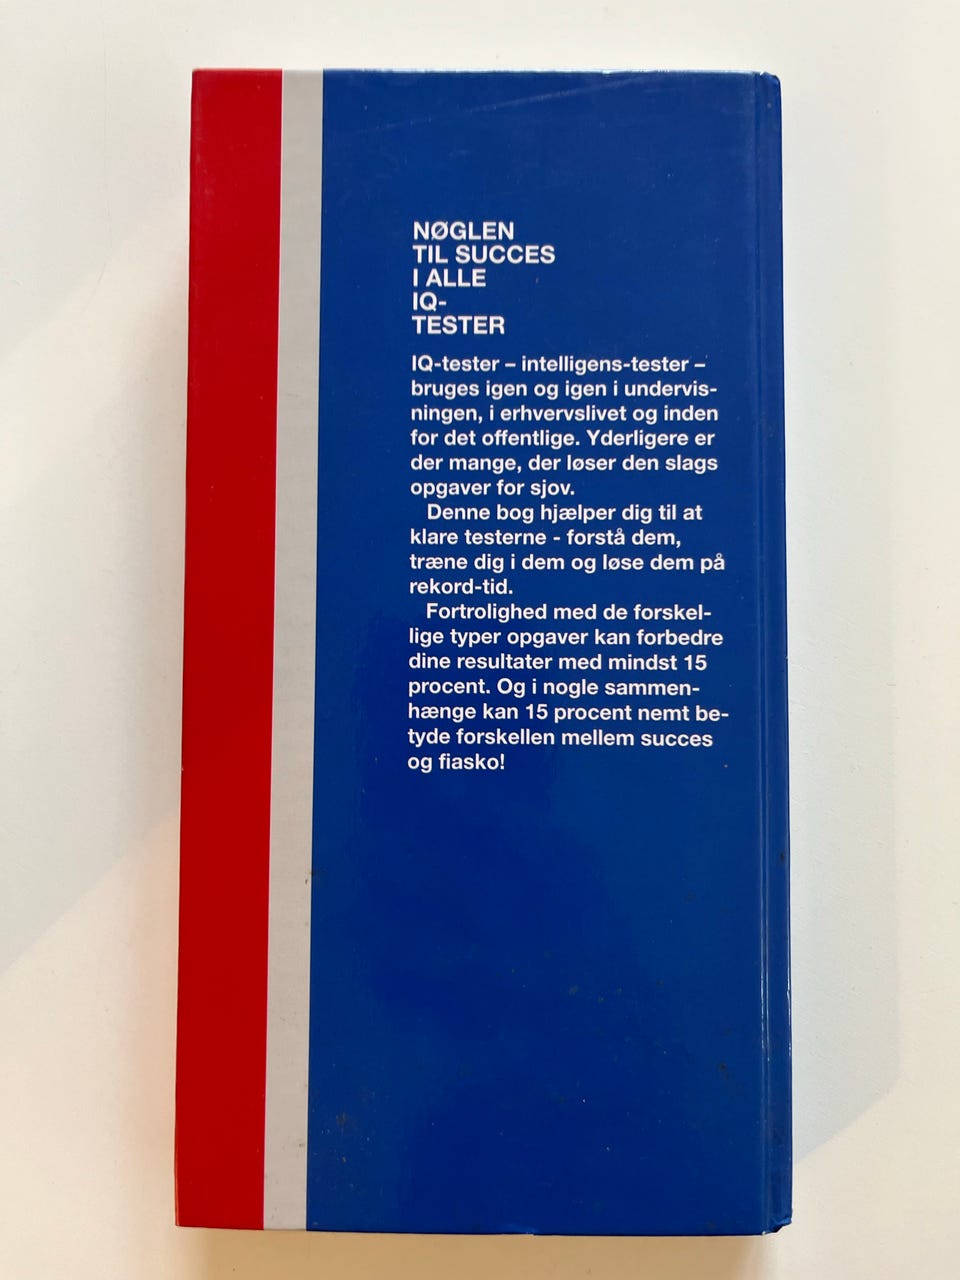 NØGLEN
TIL SUCCES
I ALLE
IQ-
TESTER
IQ-tester – intelligens-tester –
bruges igen og igen i undervis-
ningen, i erhvervslivet og inden
for det offentlige. Yderligere er
der mange, der løser den slags
opgaver for sjov.
Denne bog hjælper dig til at
klare testerne - forstå dem,
træne dig i dem og løse dem på
rekord-tid.
Fortrolighed med de forskel-
lige typer opgaver kan forbedre
dine resultater med mindst 15
procent. Og i nogle sammen-
hænge kan 15 procent nemt be-
tyde forskellen mellem succes
og fiasko!